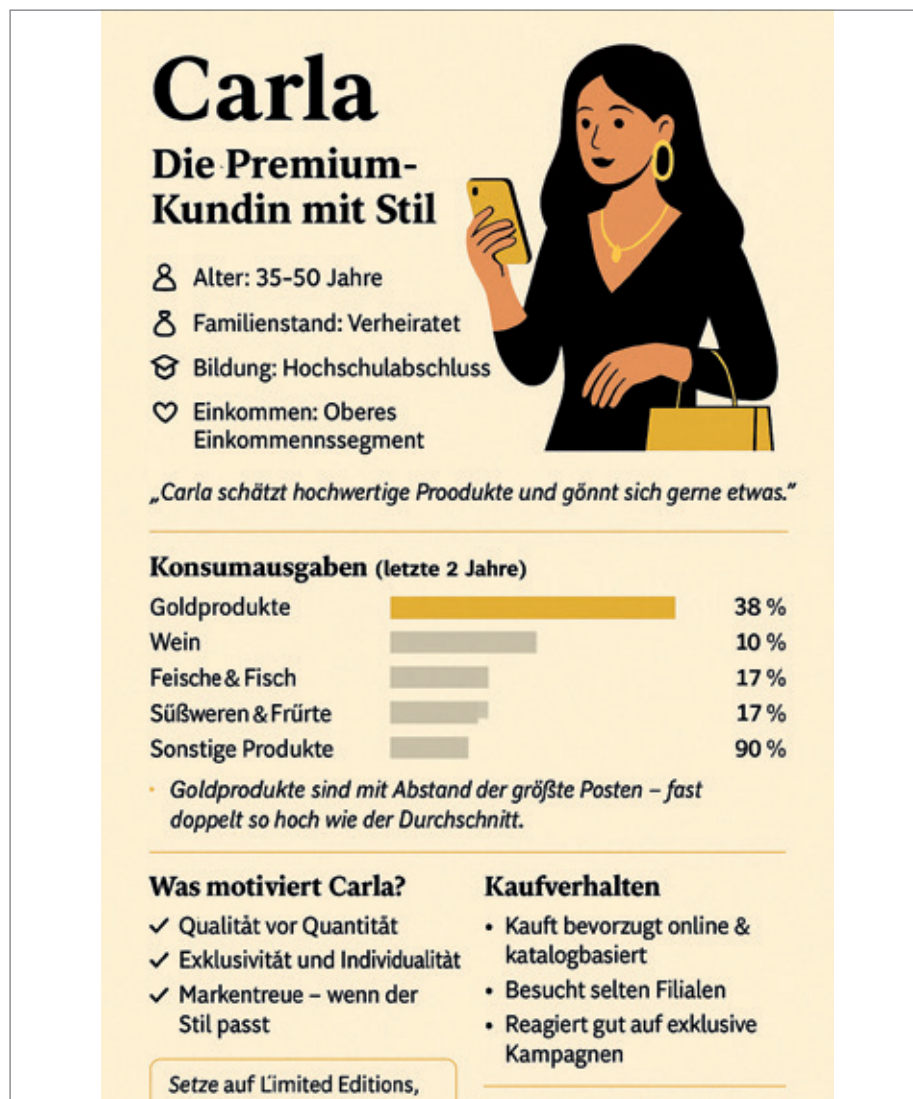 Carla
Die Premium-
Kundin mit Stil
Alter: 35–50 Jahre
Familienstand: Verheiratet
Bildung: Hochschulabschluss
Einkommen: Oberes
Einkommennssegment
„Carla schätzt hochwertige Proodukte und gönnt sich gerne etwas.”
Konsumausgaben (letzte 2 Jahre)
Goldprodukte 38 %
Wein 10 %
Feische & Fisch 17 %
Süßweren & Frürte 17 %
Sonstige Produkte 90 %
Goldprodukte sind mit Abstand der größte Posten – fast
doppelt so hoch wie der Durchschnitt.
Was motiviert Carla?
✓ Qualität vor Quantität
✓ Exklusivität und Individualität
✓ Markentreue – wenn der
Stil passt
Setze auf Limited Editions,
Kaufverhalten
• Kauft bevorzugt online &
katalogbasiert
• Besucht selten Filialen
• Reagiert gut auf exklusive
Kampagnen